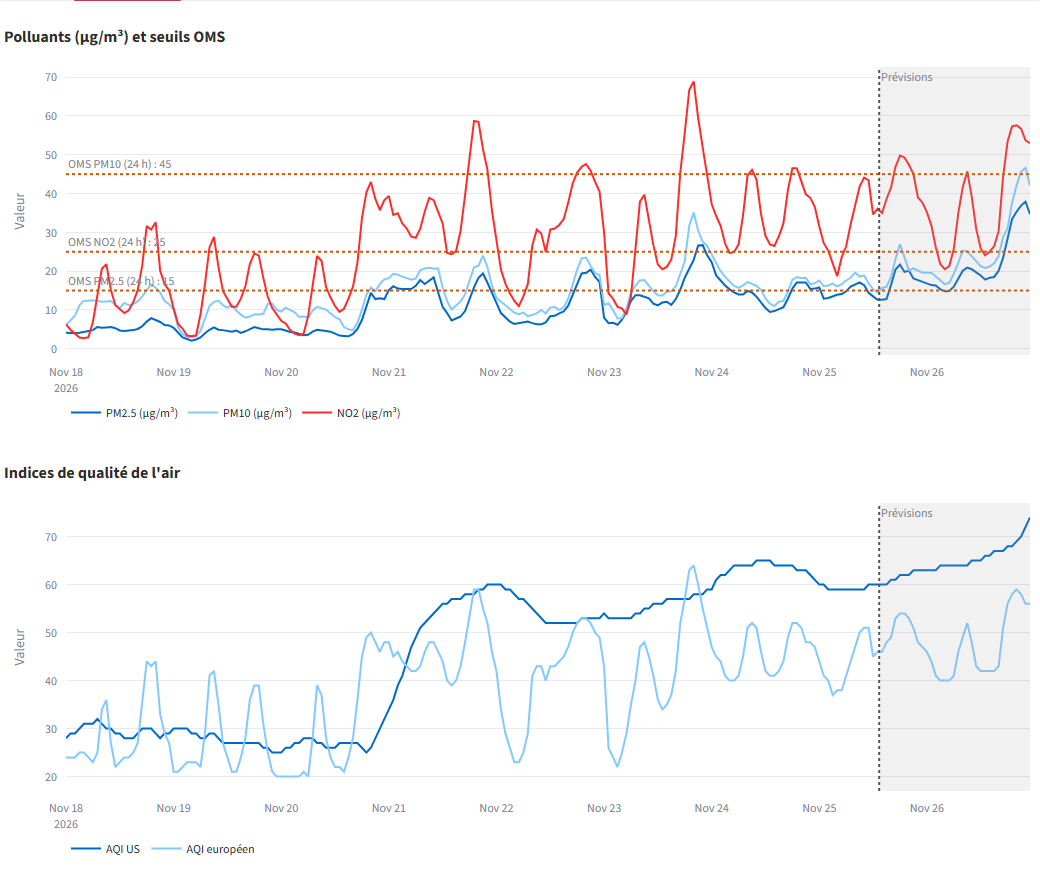 Polluants (µg/m³) et seuils OMS
Prévisions
70
60
50
40
30
20
10
0
Valeur
OMS PM10 (24 h) : 45
OMS NO2 (24 h) : 25
OMS PM2.5 (24 h) : 15
Nov 18 Nov 19 Nov 20 Nov 21 Nov 22 Nov 23 Nov 24 Nov 25 Nov 26
2026
PM2.5 (µg/m³) PM10 (µg/m³) NO2 (µg/m³)
Indices de qualité de l'air
Prévisions
70
60
50
40
30
20
Valeur
Nov 18 Nov 19 Nov 20 Nov 21 Nov 22 Nov 23 Nov 24 Nov 25 Nov 26
2026
AQI US AQI européen